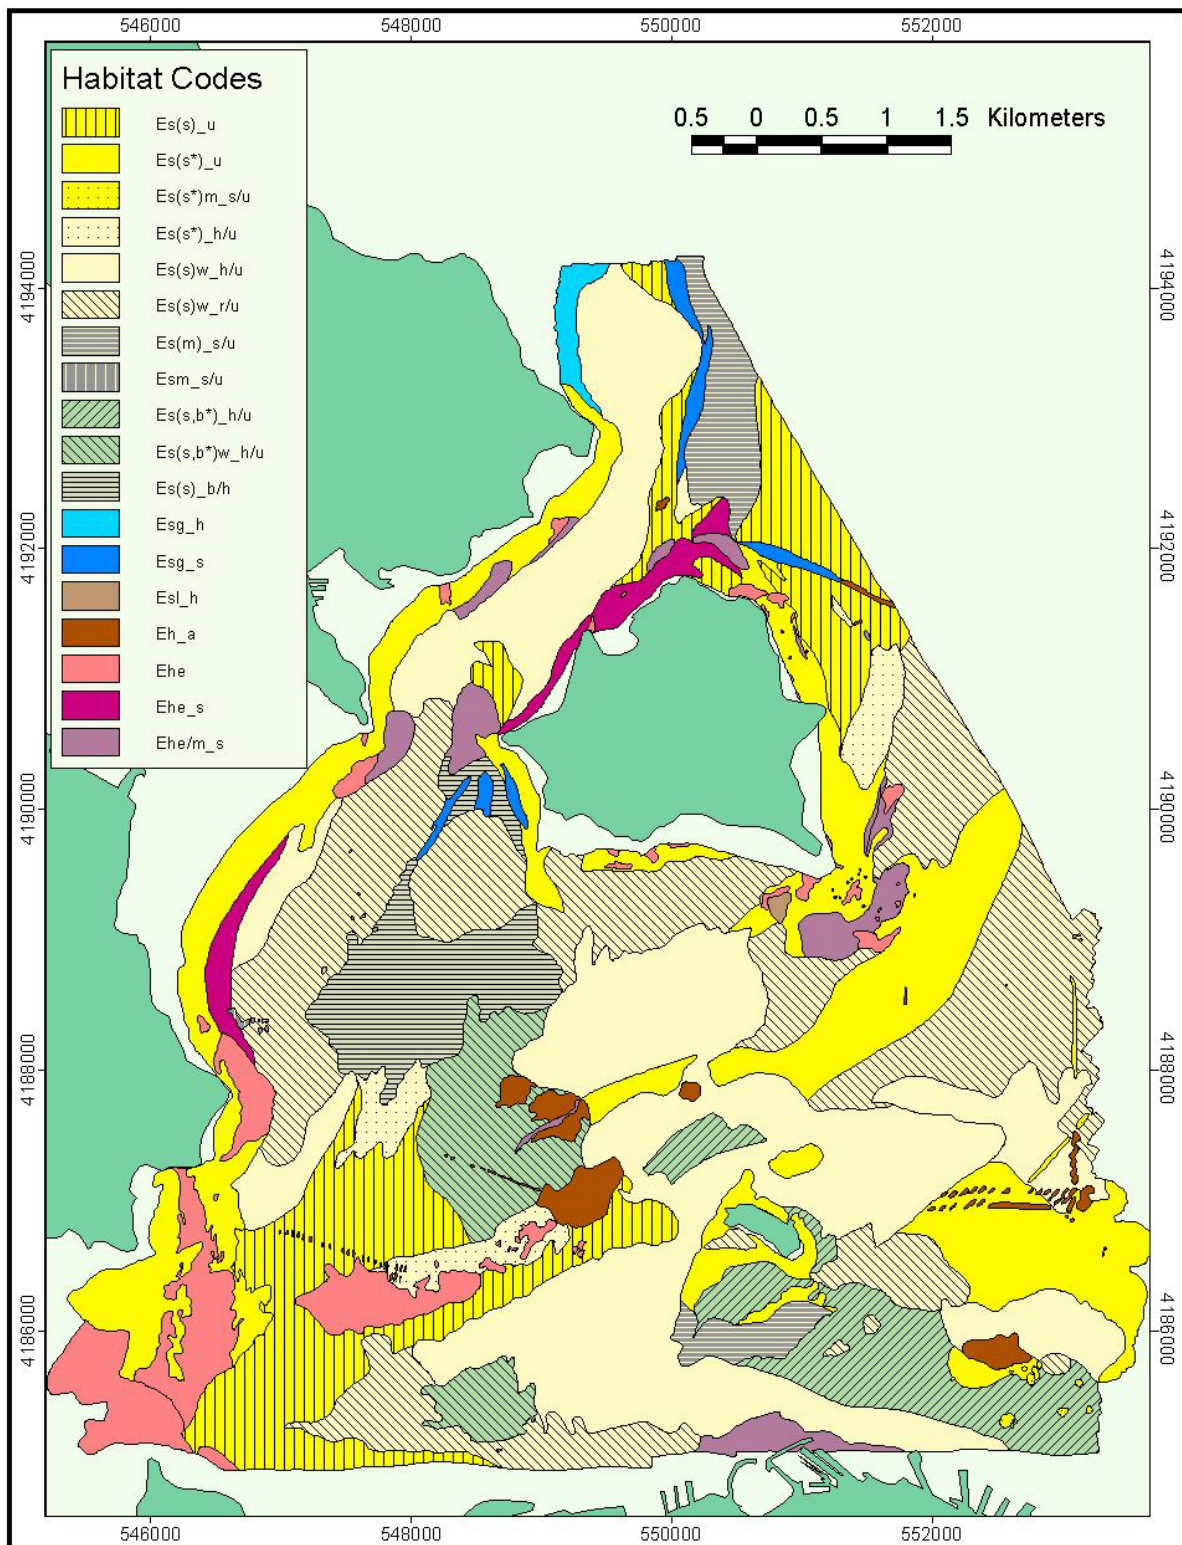 546000 548000 550000 552000
Habitat Codes
Es(s)_u
Es(s*)_u
Es(s*)m_s/u
Es(s*)_h/u
Es(s)w_h/u
Es(s)w_r/u
Es(m)_s/u
Esm_s/u
Es(s,b*)_h/u
Es(s,b*)w_h/u
Es(s)_b/h
Esg_h
Esg_s
Esl_h
Eh_a
Ehe
Ehe_s
Ehe/m_s
0.5 0 0.5 1 1.5 Kilometers
4194000 4194000
4192000 4192000
4190000 4190000
4188000 4188000
4186000 4186000
546000 548000 550000 552000